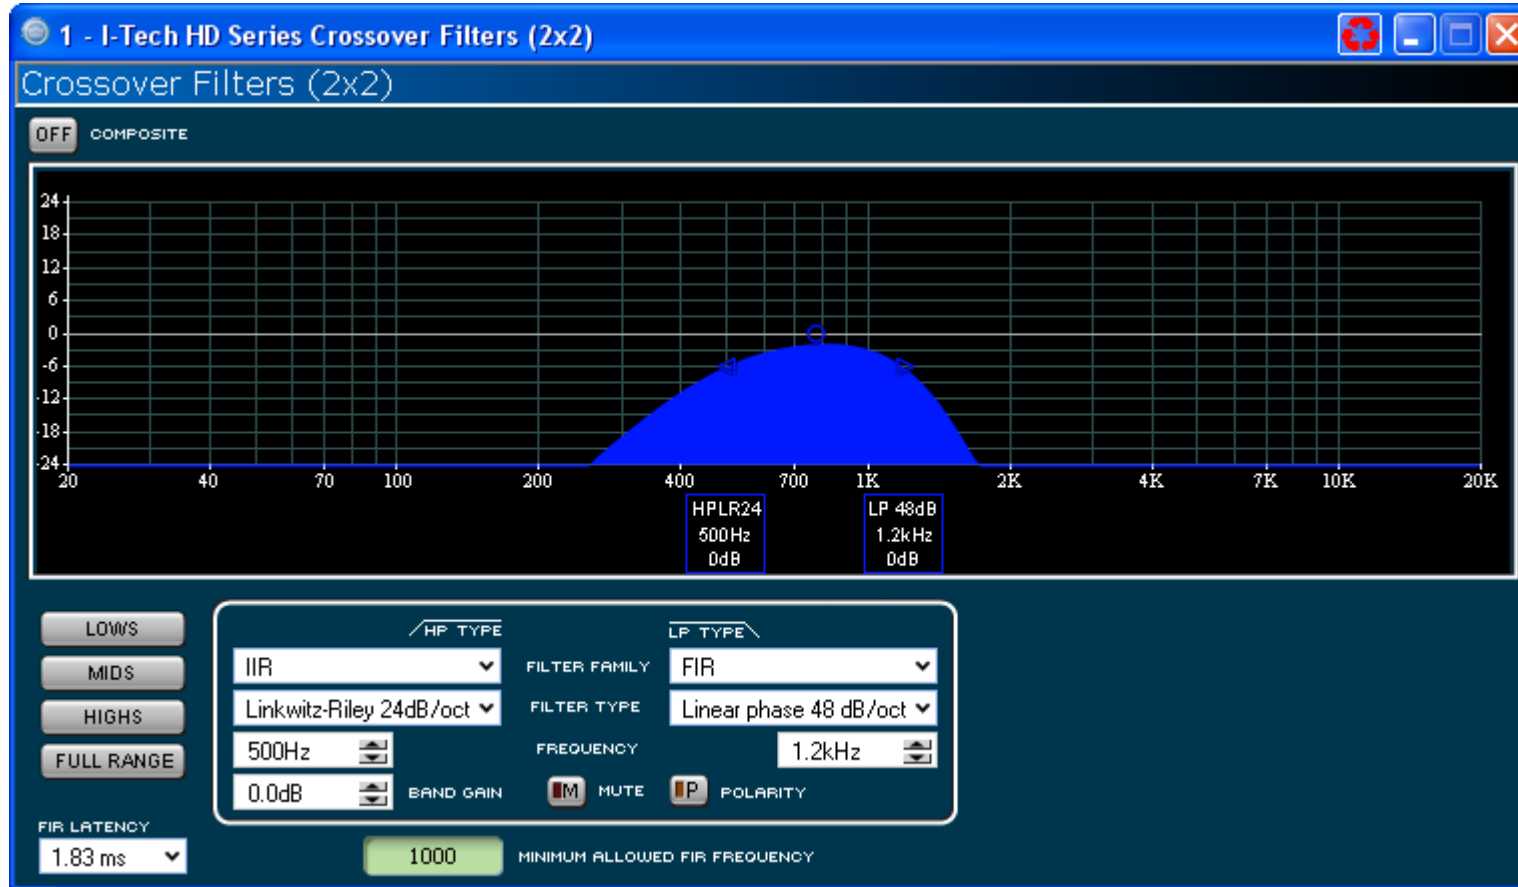 1 - I-Tech HD Series Crossover Filters (2x2)
Crossover Filters (2x2)
OFF COMPOSITE
24
18
12
6
0
-6
-12
-18
-24
20 40 70 100 200 400 700 1K 2K 4K 7K 10K 20K
HPLR24 LP 48dB
500Hz 1.2kHz
0dB 0dB
LOWS
MIDS
HIGHS
FULL RANGE
HP TYPE LP TYPE
IIR FILTER FAMILY FIR
Linkwitz-Riley 24dB/oct FILTER TYPE Linear phase 48 dB/oct
500Hz FREQUENCY 1.2kHz
0.0dB BAND GAIN M MUTE P POLARITY
FIR LATENCY
1.83 ms 1000 MINIMUM ALLOWED FIR FREQUENCY